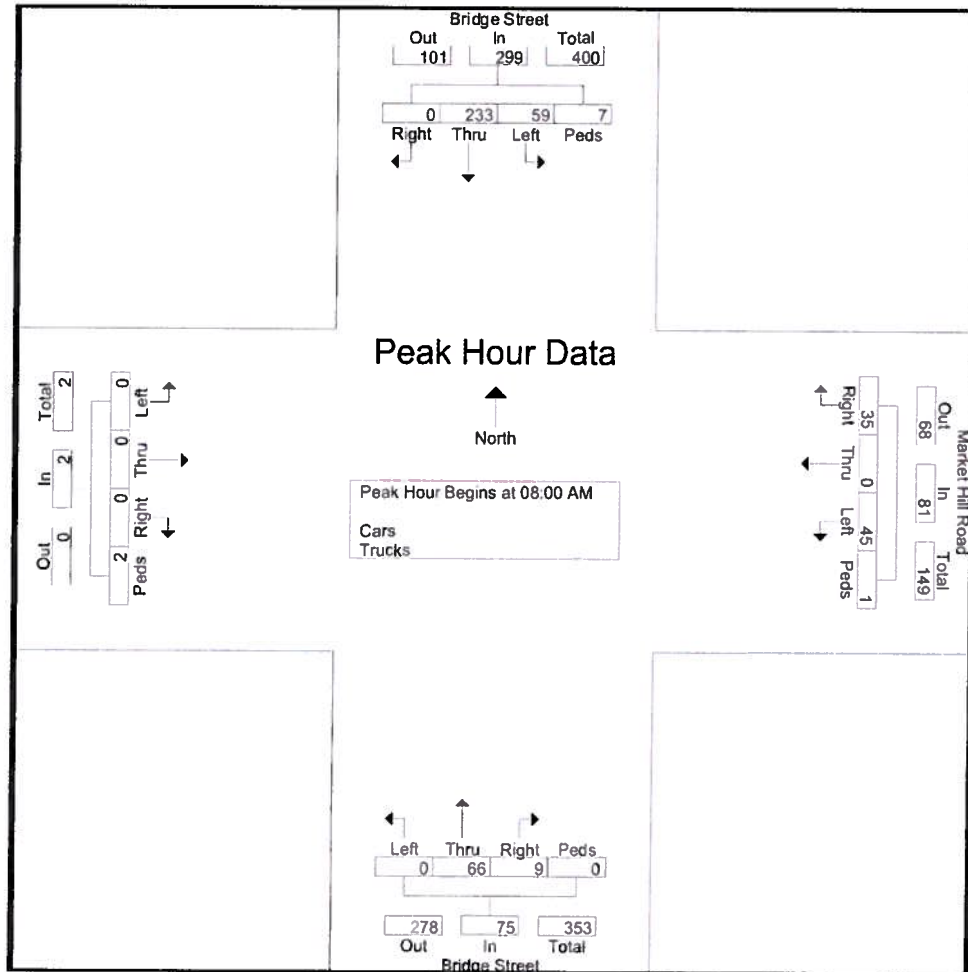 Bridge Street
Out In Total
101 299 400
0 233 59 7
Right Thru Left Peds
Peak Hour Data
North
Peak Hour Begins at 08:00 AM
Cars
Trucks
Total In Out
2 2 0
0 0 0 2
Left Thru Right Peds
Right Thru Left Peds
35 0 45 1
68 81 149
Out In Total
Market Hill Road
Left Thru Right Peds
0 66 9 0
278 75 353
Out In Total
Bridge Street